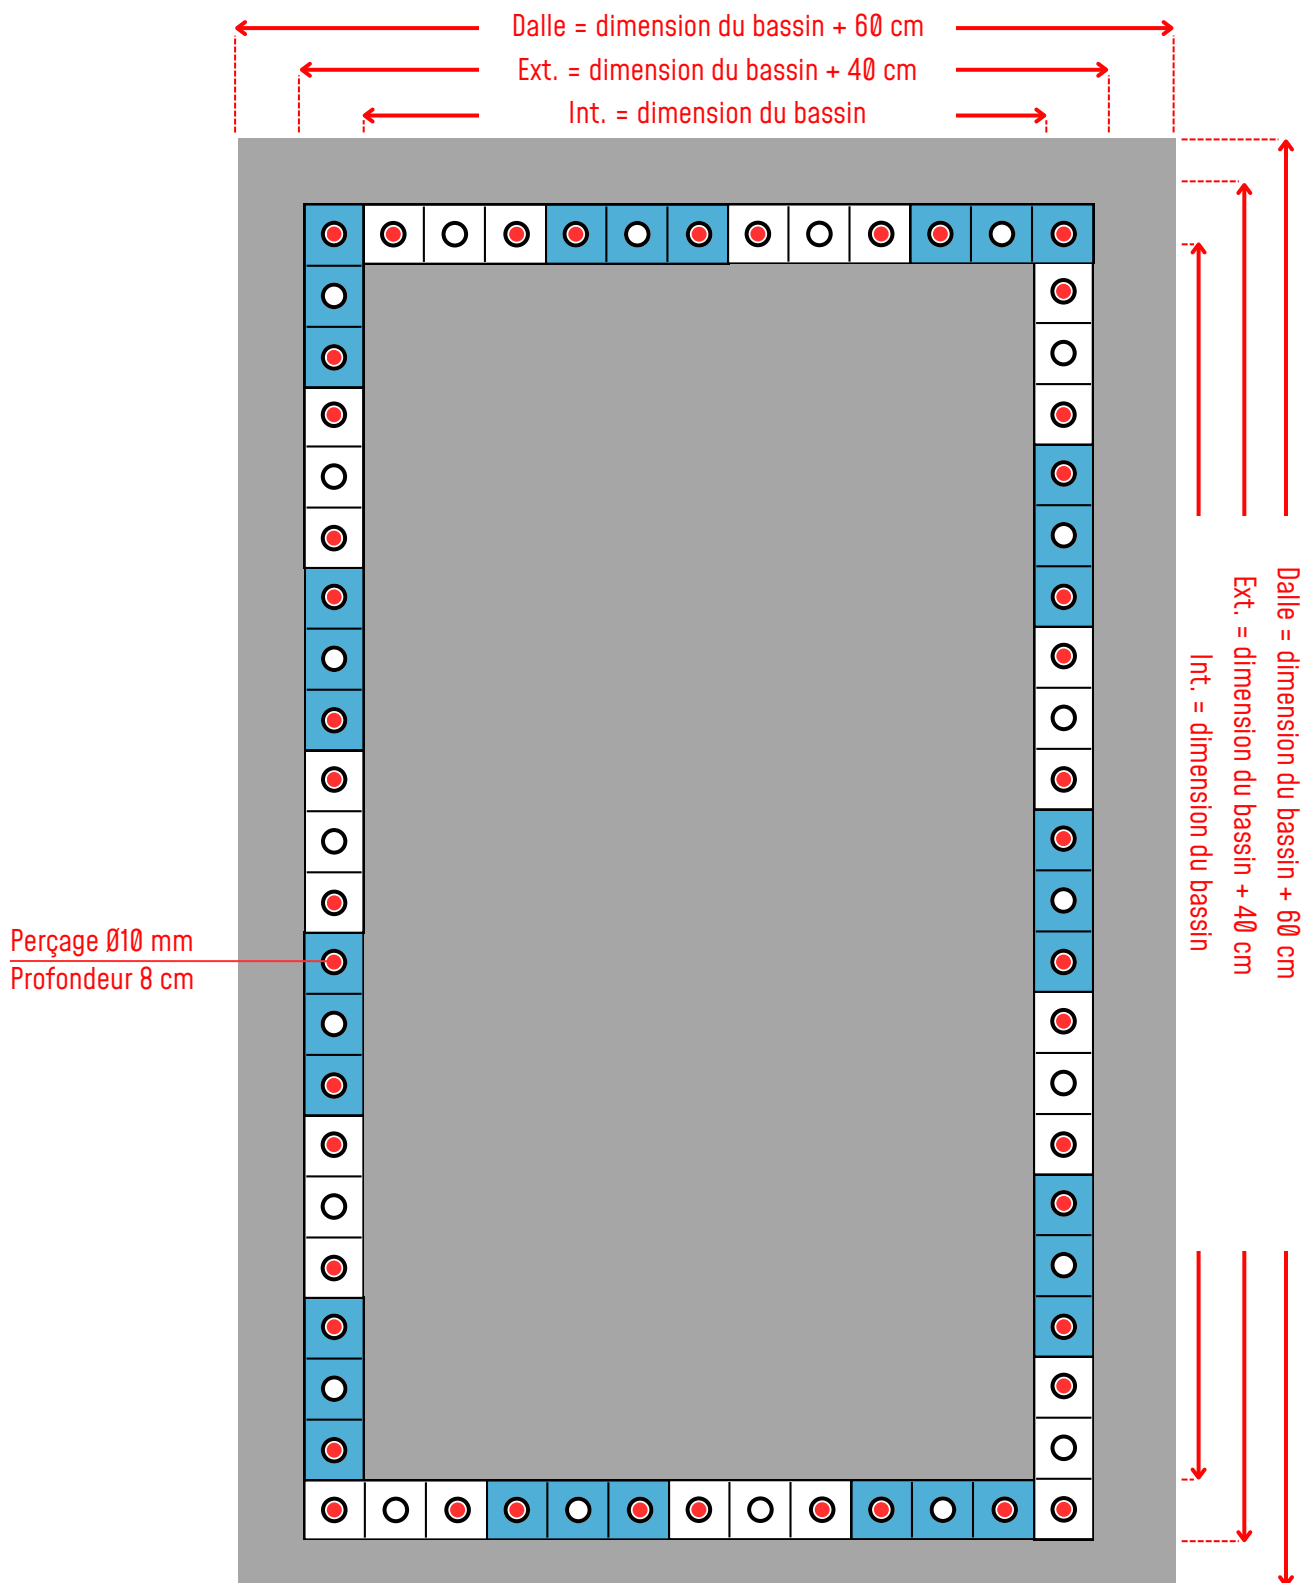 Dalle = dimension du bassin + 60 cm
Ext. = dimension du bassin + 40 cm
Int. = dimension du bassin
Dalle = dimension du bassin + 60 cm
Ext. = dimension du bassin + 40 cm
Int. = dimension du bassin
Perçage Ø10 mm
Profondeur 8 cm